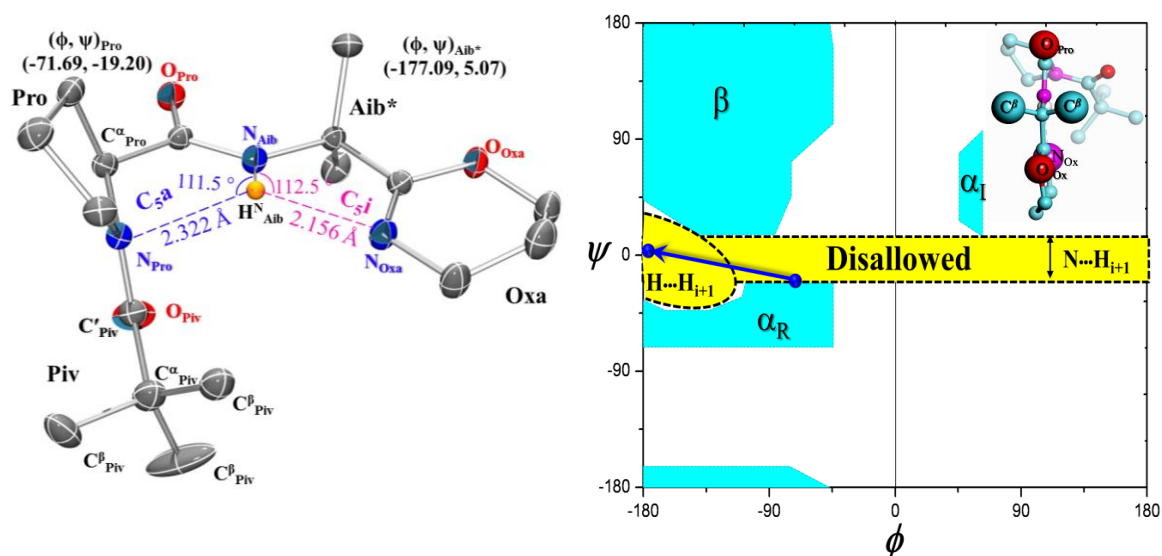 (ϕ, ψ)Pro
(-71.69, -19.20)
(ϕ, ψ)Aib*
(-177.09, 5.07)
Pro
OPro
Aib*
CαPro
NAib
OOxa
111.5 °
112.5 °
C5a
C5i
HNAib
2.322 Å
2.156 Å
NPro
NOxa
Oxa
C′Piv
OPiv
Piv
CαPiv
CβPiv
CβPiv
CβPiv
180
90
ψ 0
-90
-180
β
αI
Disallowed
N···Hi+1
H···Hi+1
αR
OPro
Cβ
Cβ
NOx
OOx
-180
-90
0
90
180
ϕ